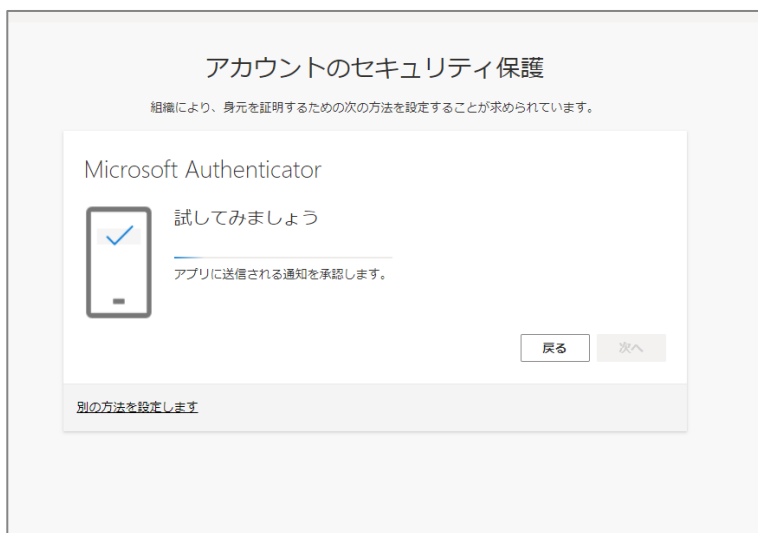 アカウントのセキュリティ保護
組織により、身元を証明するための次の方法を設定することが求められています。
Microsoft Authenticator
試してみましょう
アプリに送信される通知を承認します。
戻る
次へ
別の方法を設定します